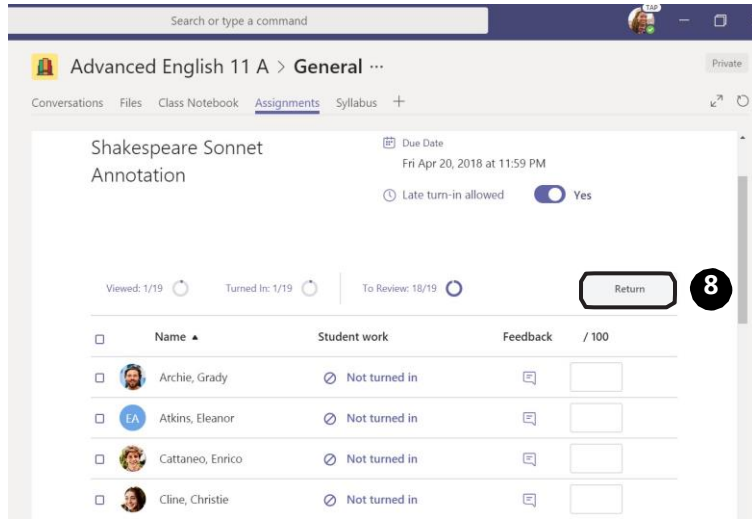 Search or type a command
TAP
Advanced English 11 A > General ...
Private
Conversations Files Class Notebook Assignments Syllabus +
Shakespeare Sonnet
Annotation
Due Date
Fri Apr 20, 2018 at 11:59 PM
Late turn-in allowed Yes
Viewed: 1/19 Turned In: 1/19 To Review: 18/19 Return 8
Name Student work Feedback / 100
Archie, Grady Not turned in
EA Atkins, Eleanor Not turned in
Cattaneo, Enrico Not turned in
Cline, Christie Not turned in